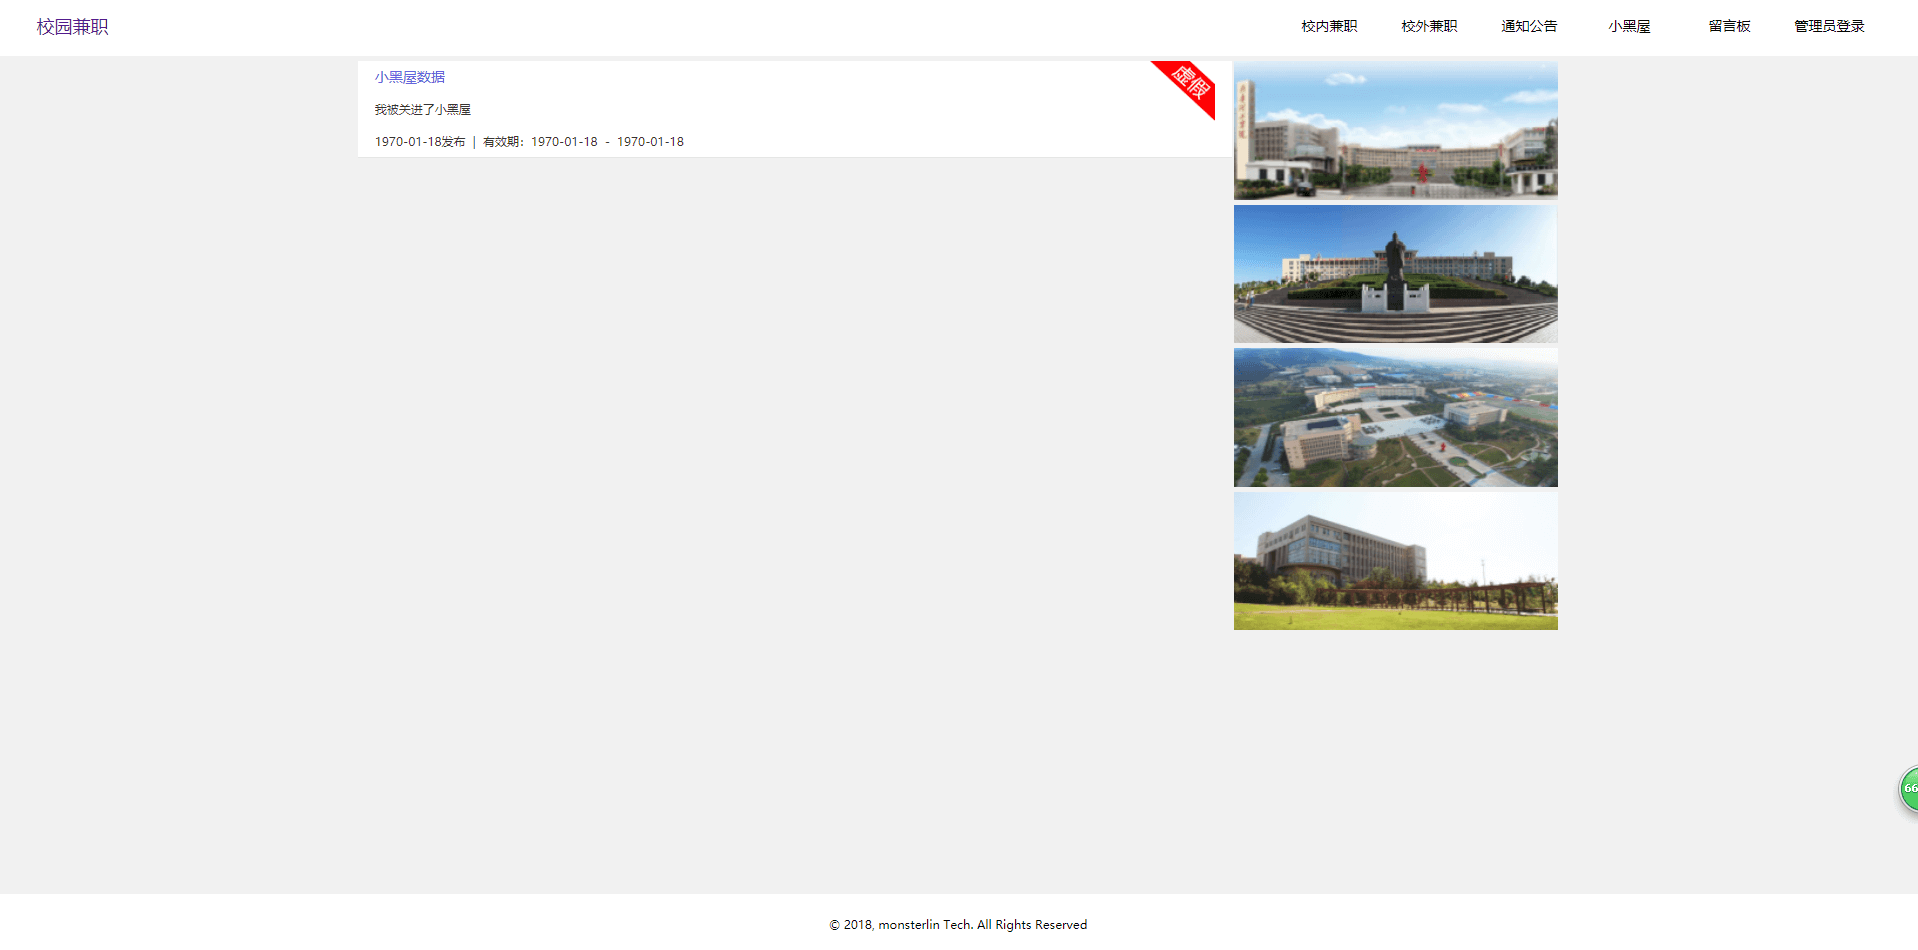 校园兼职
校内兼职
校外兼职
通知公告
小黑屋
留言板
管理员登录
小黑屋数据
虚假
我被关进了小黑屋
1970-01-18发布 | 有效期：1970-01-18 - 1970-01-18
66
© 2018, monsterlin Tech. All Rights Reserved